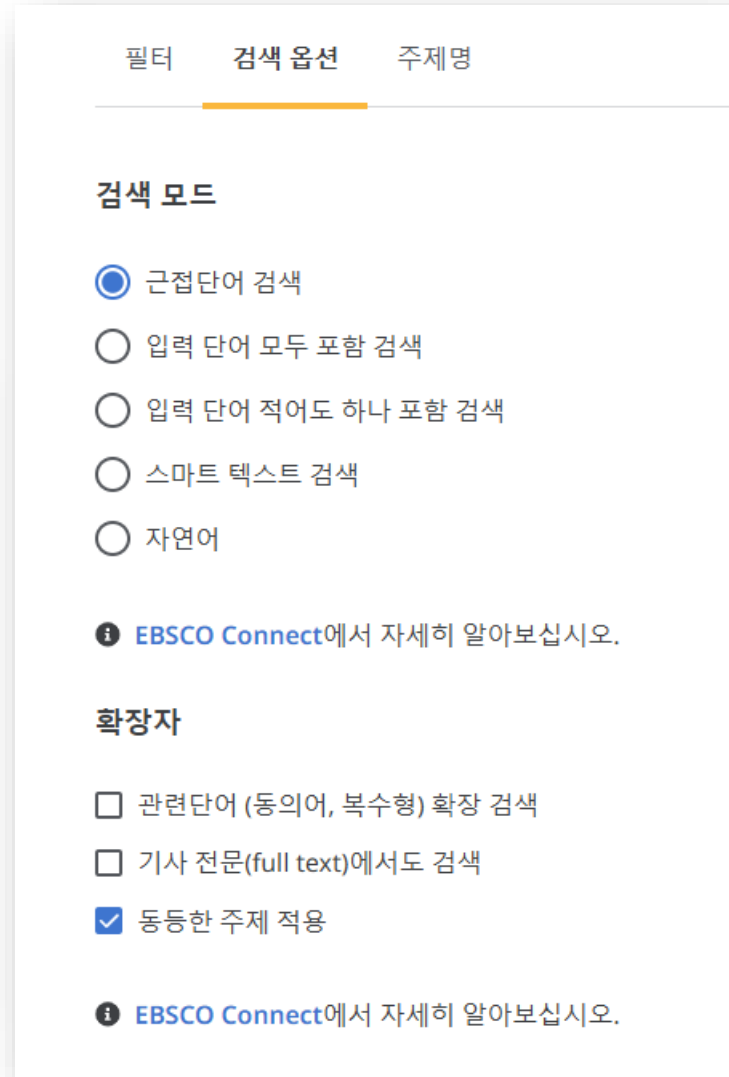 필터 검색 옵션 주제명
검색 모드
근접단어 검색
입력 단어 모두 포함 검색
입력 단어 적어도 하나 포함 검색
스마트 텍스트 검색
자연어
EBSCO Connect에서 자세히 알아보십시오.
확장자
관련단어 (동의어, 복수형) 확장 검색
기사 전문(full text)에서도 검색
동등한 주제 적용
EBSCO Connect에서 자세히 알아보십시오.